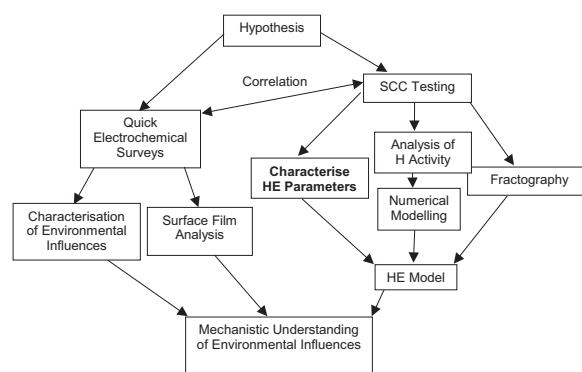 Hypothesis
Correlation
SCC Testing
Quick
Electrochemical
Surveys
Analysis of
H Activity
Characterise
HE Parameters
Fractography
Characterisation
of Environmental
Influences
Surface Film
Analysis
Numerical
Modelling
HE Model
Mechanistic Understanding
of Environmental Influences